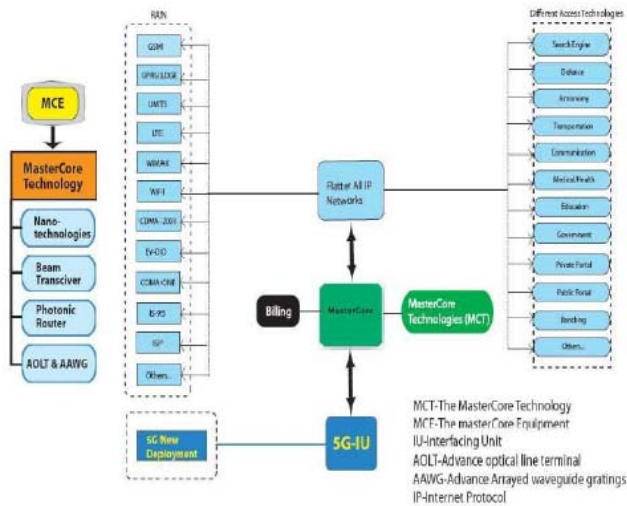 RAIN
Different Access Technologies
MCE
MasterCore
Technology
Nano-
technologies
Beam
Transciver
Photonic
Router
AOLT & AAWG
GSM
GPRS/EDGE
UMTS
LTE
WIMAX
WI-FI
CDMA-2001
EV-DO
CDMA-ONE
IS-95
ISP
Others...
Flatter All IP
Networks
Billing
MasterCore
MasterCore
Technologies (MCT)
5G New
Deployment
5G-IU
Search Engine
Defence
Astronomy
Transportation
Communication
Medical/Health
Education
Government
Private Portal
Public Portal
Banking
Others...
MCT-The MasterCore Technology
MCE-The masterCore Equipment
IU-Interfacing Unit
AOLT-Advance optical line terminal
AAWG-Advance Arrayed waveguide gratings
IP-Internet Protocol